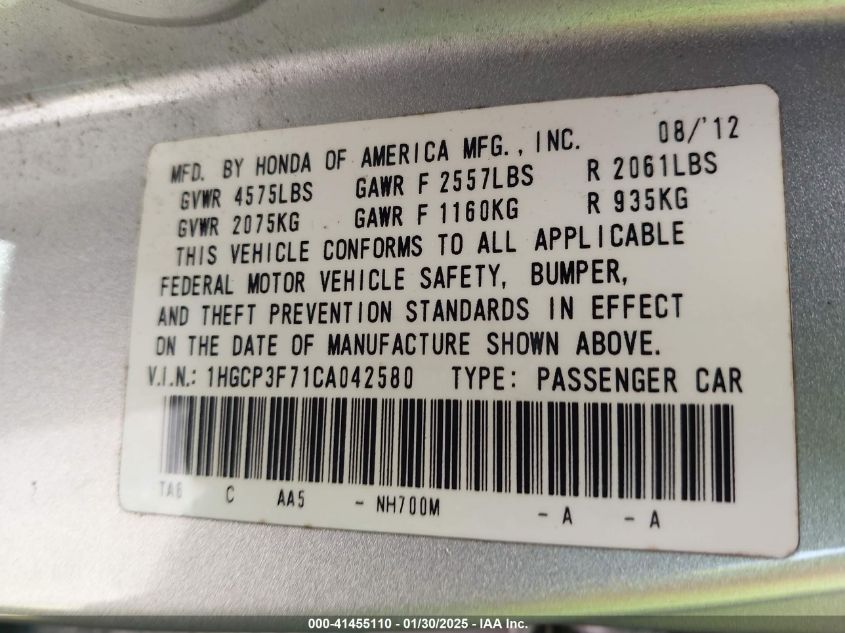 MFD. BY HONDA OF AMERICA MFG., INC. 08/'12
GVWR 4575LBS GAWR F 2557LBS R 2061LBS
GVWR 2075KG GAWR F 1160KG R 935KG
THIS VEHICLE CONFORMS TO ALL APPLICABLE
FEDERAL MOTOR VEHICLE SAFETY, BUMPER,
AND THEFT PREVENTION STANDARDS IN EFFECT
ON THE DATE OF MANUFACTURE SHOWN ABOVE.
V.I.N.: 1HGCP3F71CA042580 TYPE: PASSENGER CAR
TA6 C AA5 - NH700M - A - A
000-41455110 - 01/30/2025 - IAA Inc.